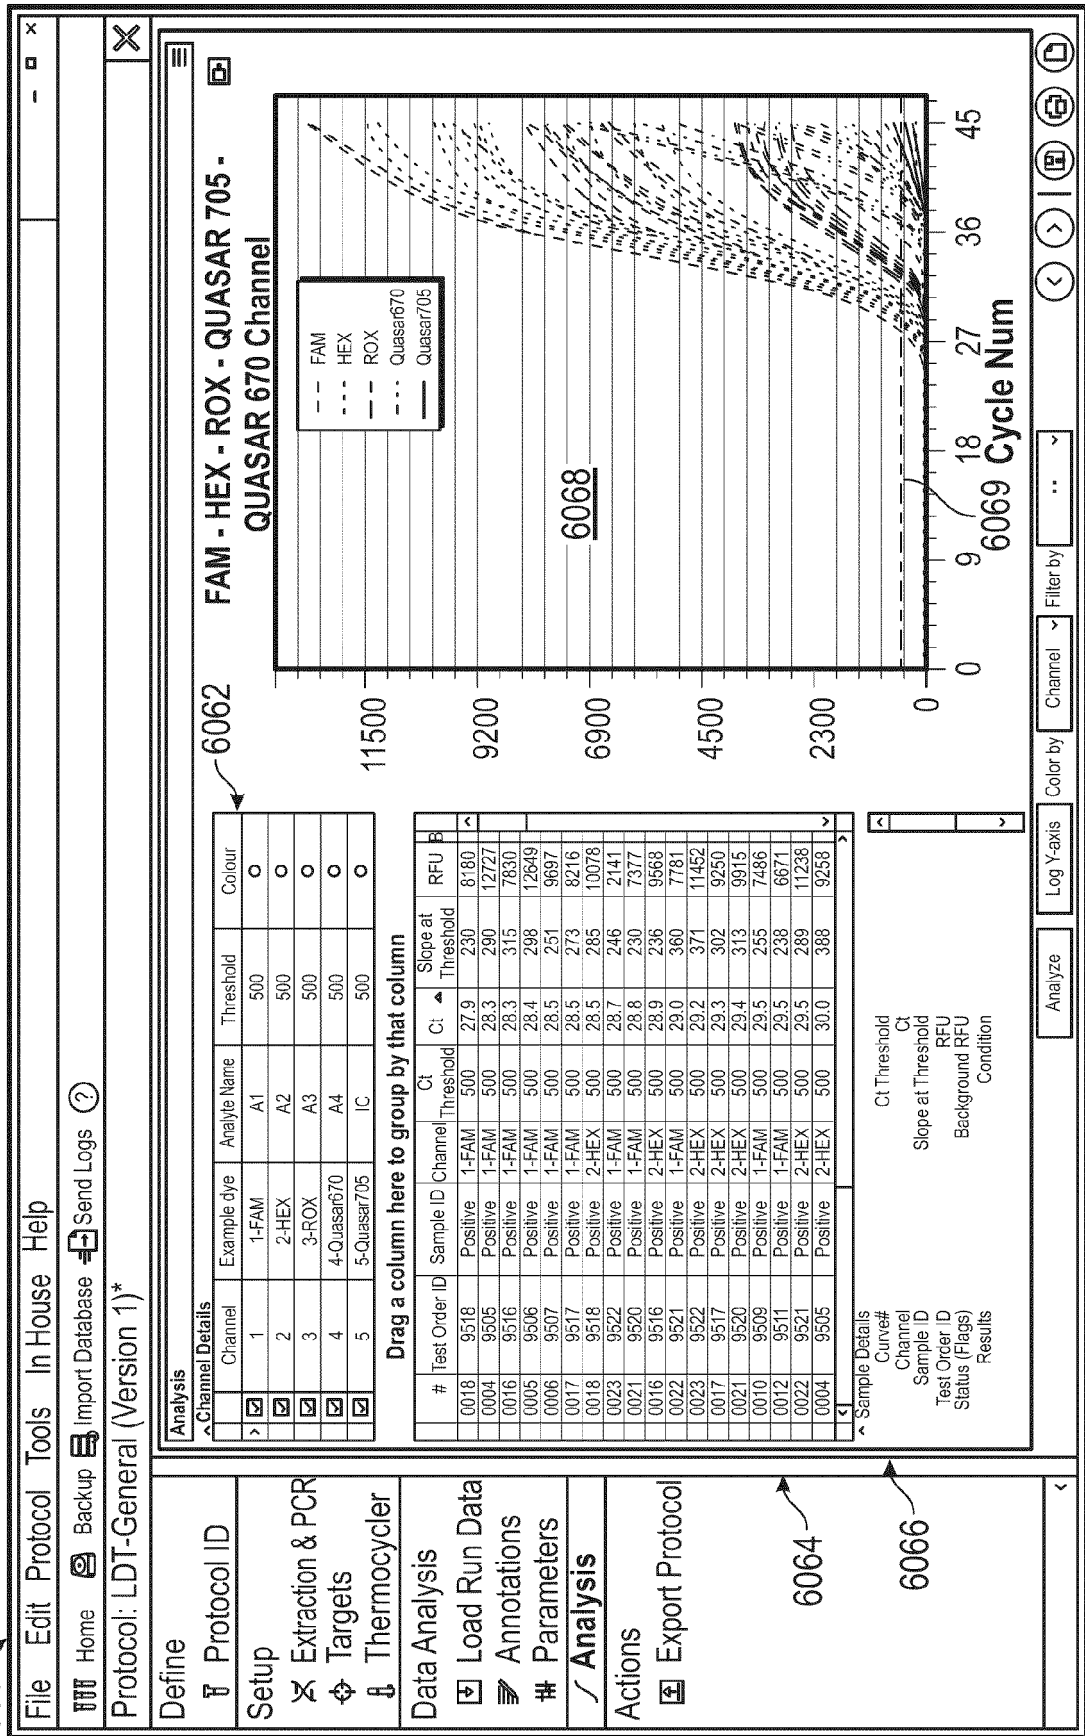 File Edit Protocol Tools In House Help
Home Backup Import Database Send Logs ?
Protocol: LDT-General (Version 1)*
Define
Protocol ID
Setup
Extraction & PCR
Targets
Thermocycler
Data Analysis
Load Run Data
Annotations
Parameters
Analysis
Actions
Export Protocol
6064
6066
Analysis
Channel Details
Channel Example dye Analyte Name Threshold Colour
1 1-FAM A1 500
2 2-HEX A2 500
3 3-ROX A3 500
4 4-Quasar670 A4 500
5 5-Quasar705 IC 500
6062
Drag a column here to group by that column
# Test Order ID Sample ID Channel Ct Threshold Ct Slope at Threshold RFU B
0018 9518 Positive 1-FAM 500 27.9 230 8180
0004 9505 Positive 1-FAM 500 28.3 290 12727
0016 9516 Positive 1-FAM 500 28.3 315 7830
0005 9506 Positive 1-FAM 500 28.4 298 12649
0006 9507 Positive 1-FAM 500 28.5 251 9697
0017 9517 Positive 1-FAM 500 28.5 273 8216
0018 9518 Positive 2-HEX 500 28.5 285 10078
0023 9522 Positive 1-FAM 500 28.7 246 2141
0021 9520 Positive 1-FAM 500 28.8 230 7377
0016 9516 Positive 2-HEX 500 28.9 236 9568
0022 9521 Positive 1-FAM 500 29.0 360 7781
0023 9522 Positive 2-HEX 500 29.2 371 11452
0017 9517 Positive 2-HEX 500 29.3 302 9250
0021 9520 Positive 2-HEX 500 29.4 313 9915
0010 9509 Positive 1-FAM 500 29.5 255 7486
0012 9511 Positive 1-FAM 500 29.5 238 6671
0022 9521 Positive 2-HEX 500 29.5 289 11238
0004 9505 Positive 2-HEX 500 30.0 388 9258
Sample Details
Curve# Ct Threshold
Channel Ct
Sample ID Slope at Threshold
Test Order ID RFU
Status (Flags) Background RFU
Results Condition
FAM - HEX - ROX - QUASAR 705 -
QUASAR 670 Channel
FAM
HEX
ROX
Quasar670
Quasar705
11500
9200
6900
4500
2300
0
6068
0 9 18 27 36 45
6069 Cycle Num
Analyze Log Y-axis Color by Channel Filter by